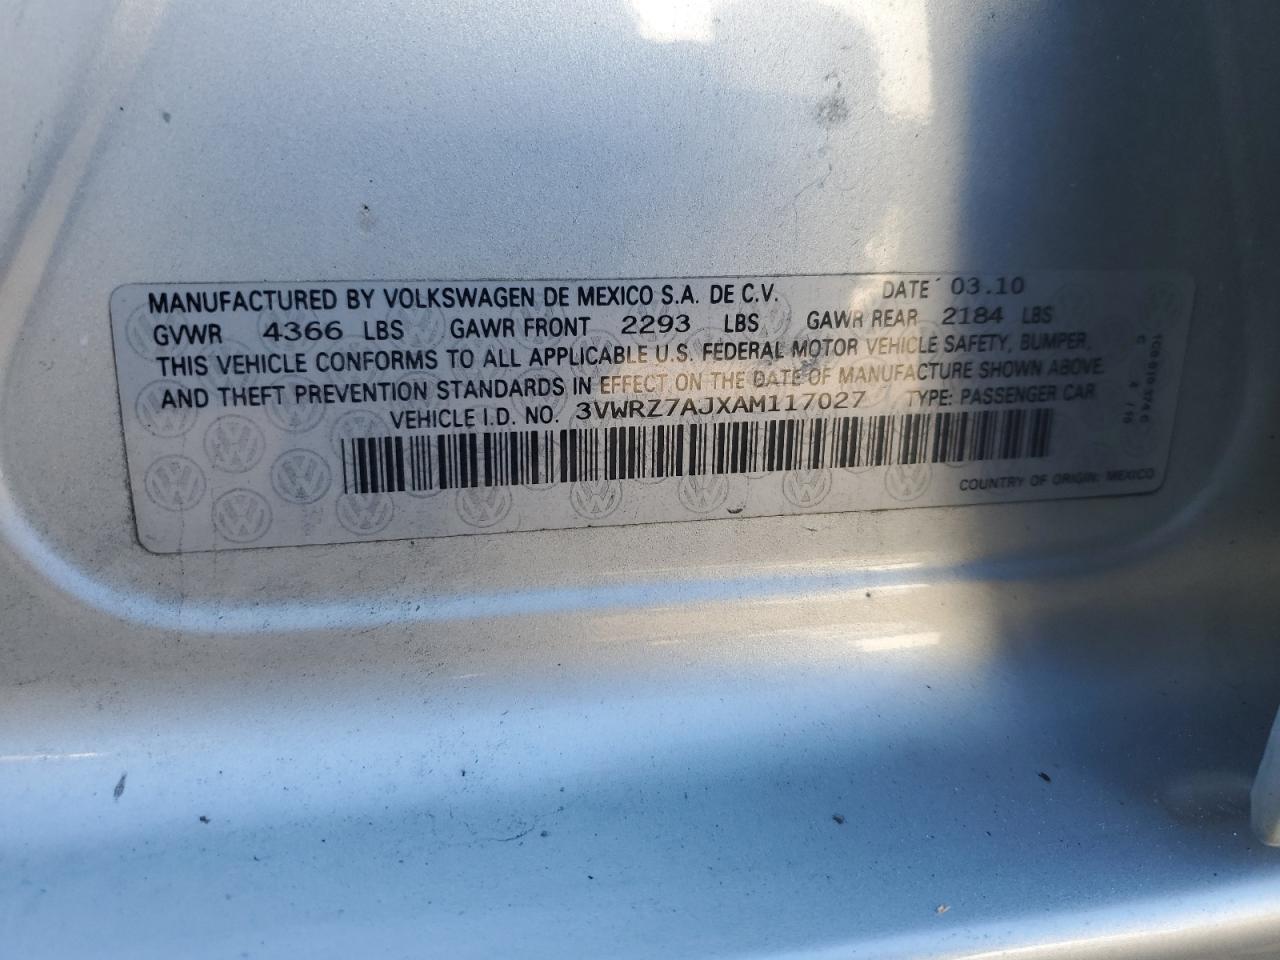 MANUFACTURED BY VOLKSWAGEN DE MEXICO S.A. DE C.V. DATE 03.10
GVWR 4366 LBS GAWR FRONT 2293 LBS GAWR REAR 2184 LBS
THIS VEHICLE CONFORMS TO ALL APPLICABLE U.S. FEDERAL MOTOR VEHICLE SAFETY, BUMPER,
AND THEFT PREVENTION STANDARDS IN EFFECT ON THE DATE OF MANUFACTURE SHOWN ABOVE.
VEHICLE I.D. NO. 3VWRZ7AJXAM117027 TYPE: PASSENGER CAR
COUNTRY OF ORIGIN: MEXICO